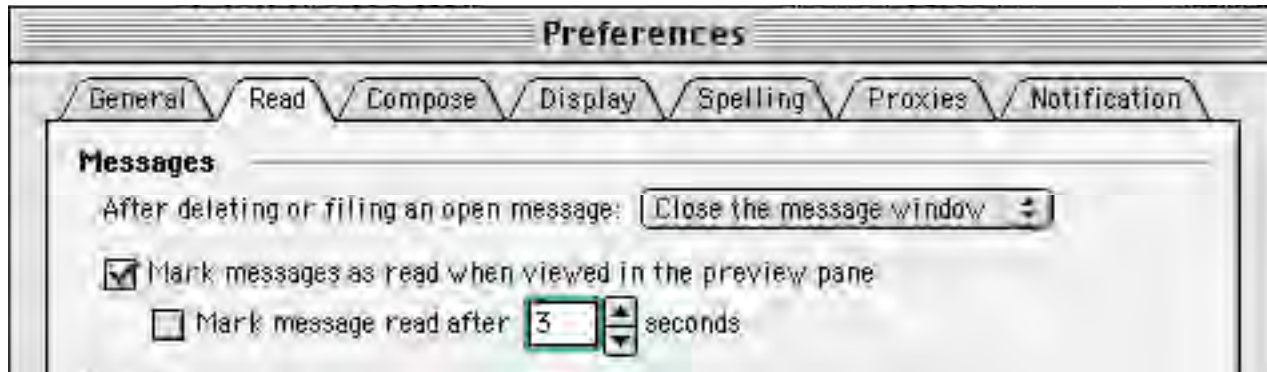 Preferences
General Read Compose Display Spelling Proxies Notification
Messages
After deleting or filing an open message: Close the message window
Mark messages as read when viewed in the preview pane
Mark message read after 3 seconds